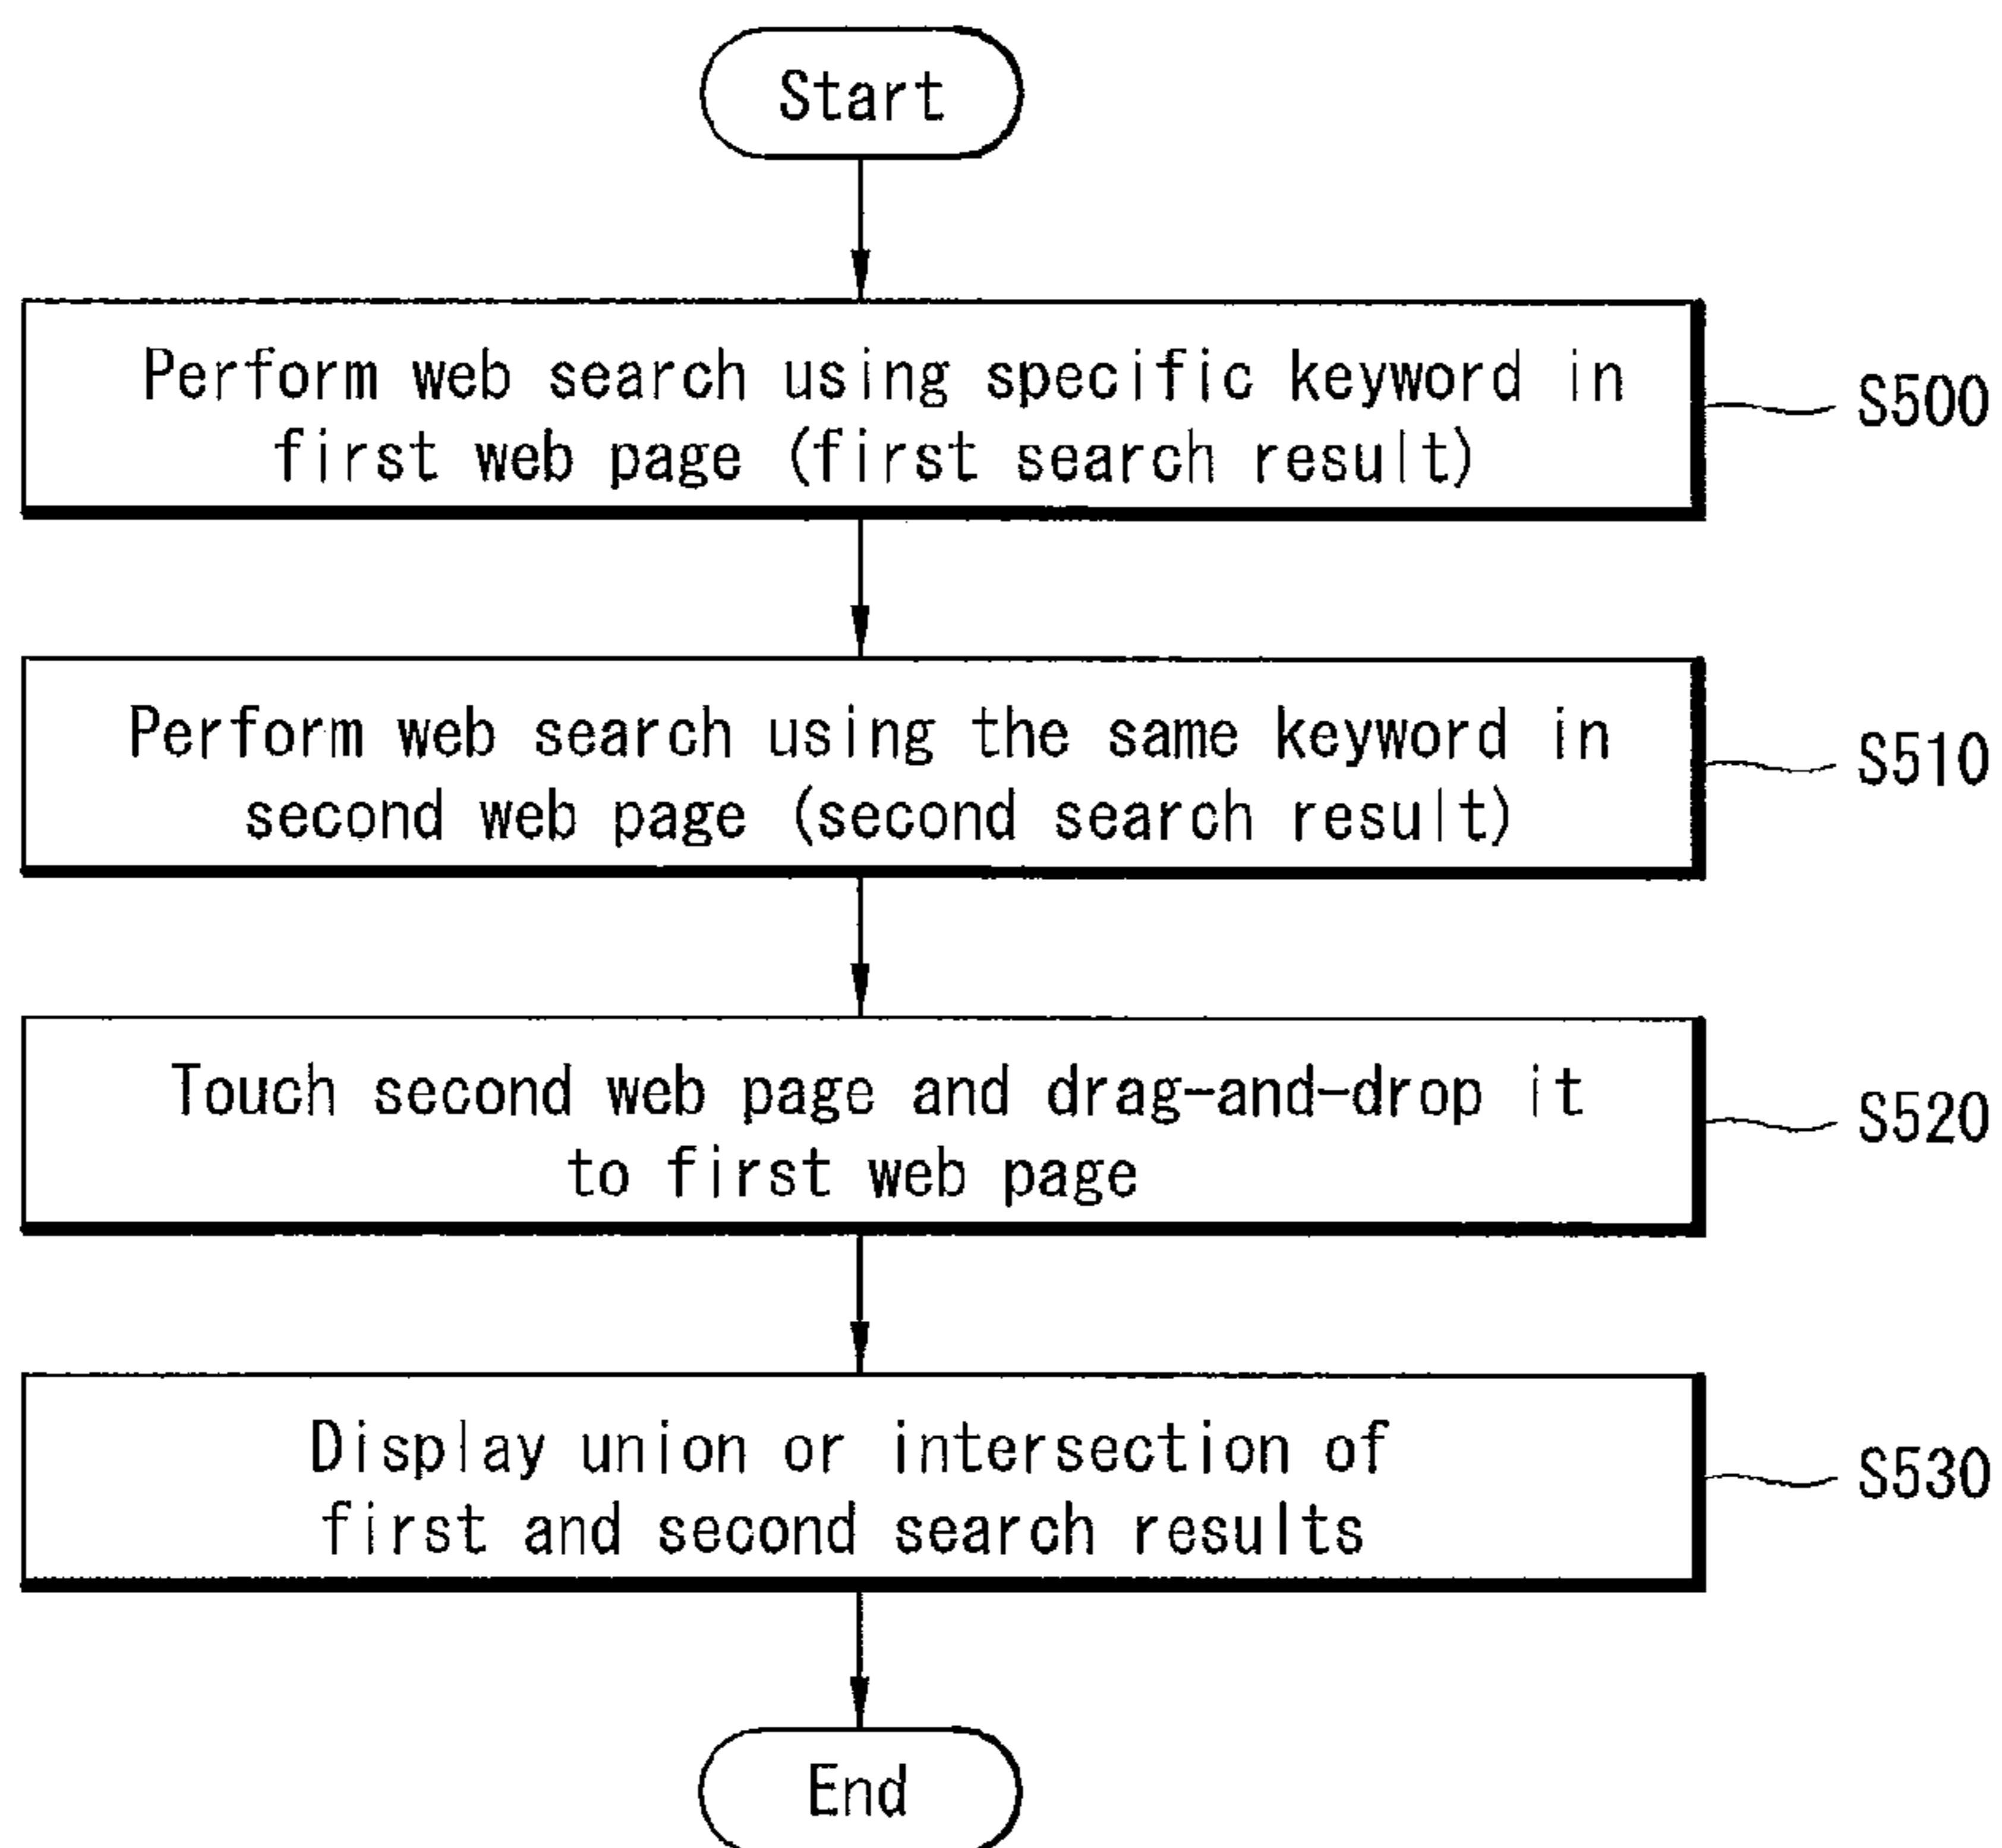 Start
Perform web search using specific keyword in
first web page (first search result)
S500
Perform web search using the same keyword in
second web page (second search result)
S510
Touch second web page and drag-and-drop it
to first web page
S520
Display union or intersection of
first and second search results
S530
End